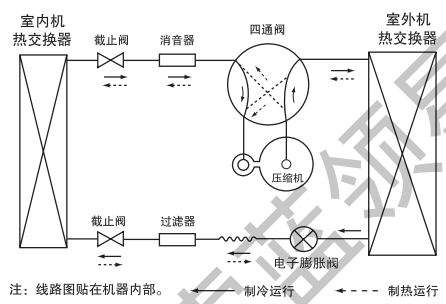 室内机
热交换器
截止阀
消音器
四通阀
室外机
热交换器
压缩机
截止阀
过滤器
电子膨胀阀
注：线路图贴在机器内部。
制冷运行
制热运行